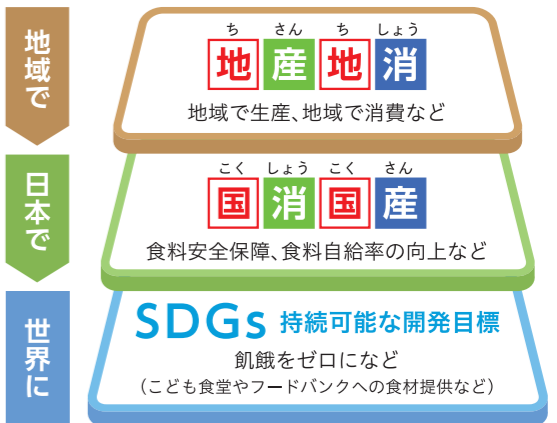 地域で
ち さん ち しょう
地産地消
地域で生産、地域で消費など
日本で
こく しょう こく さん
国消国産
食料安全保障、食料自給率の向上など
世界に
SDGs 持続可能な開発目標
飢餓をゼロになど
（こども食堂やフードバンクへの食材提供など）